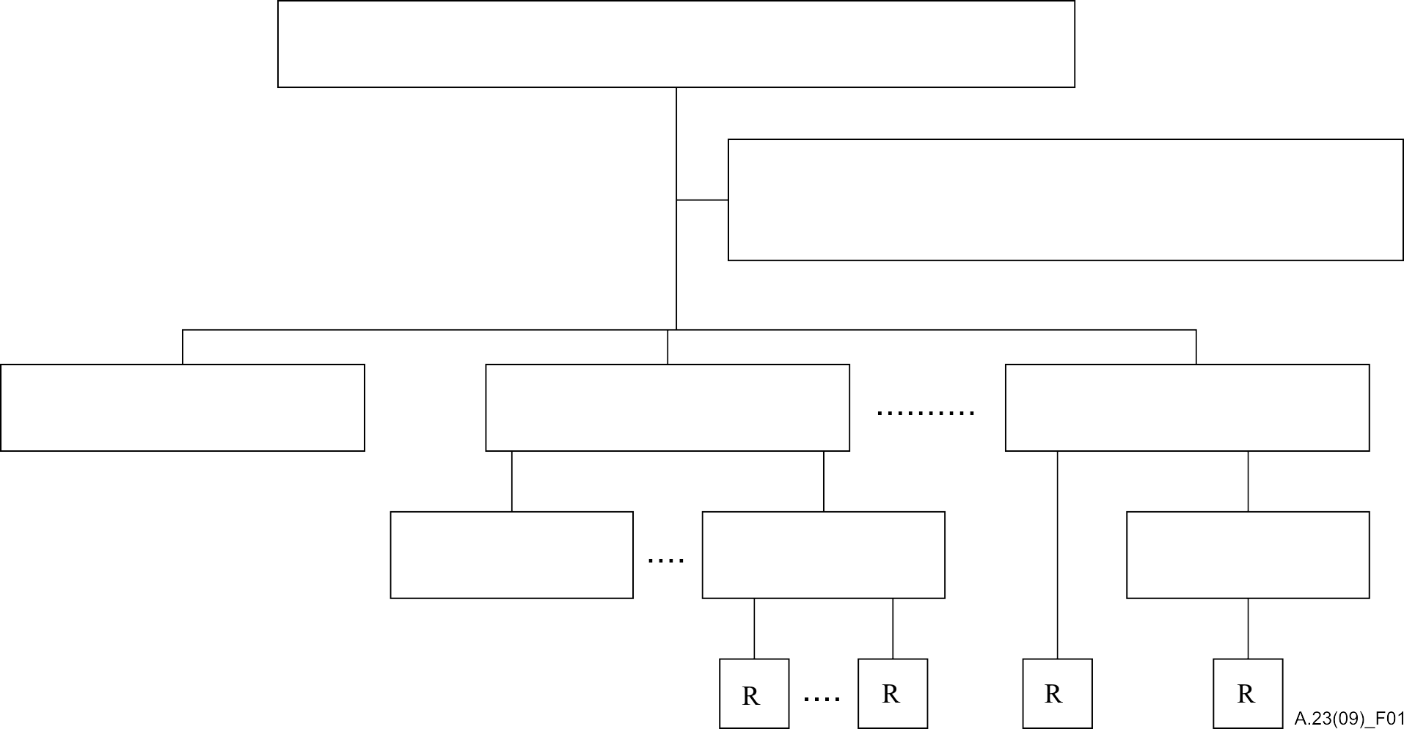 R .... R R R
A.23(09)_F01